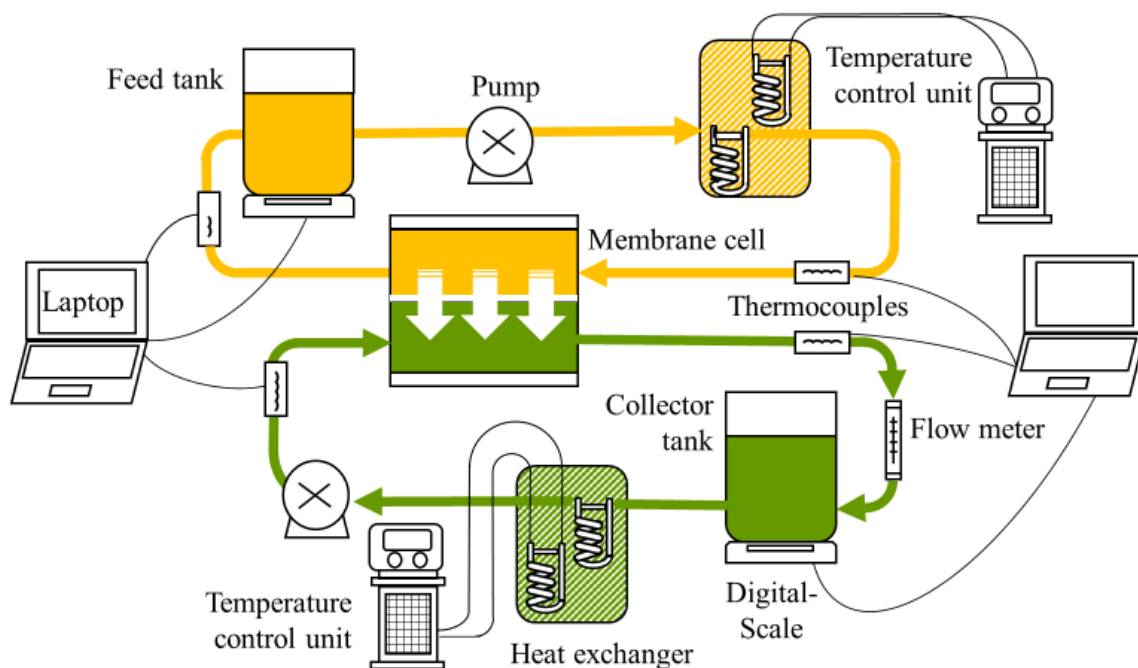 Feed tank
Pump
Temperature
control unit
Membrane cell
Laptop
Thermocouples
Collector
tank
Flow meter
Temperature
control unit
Digital-
Scale
Heat exchanger